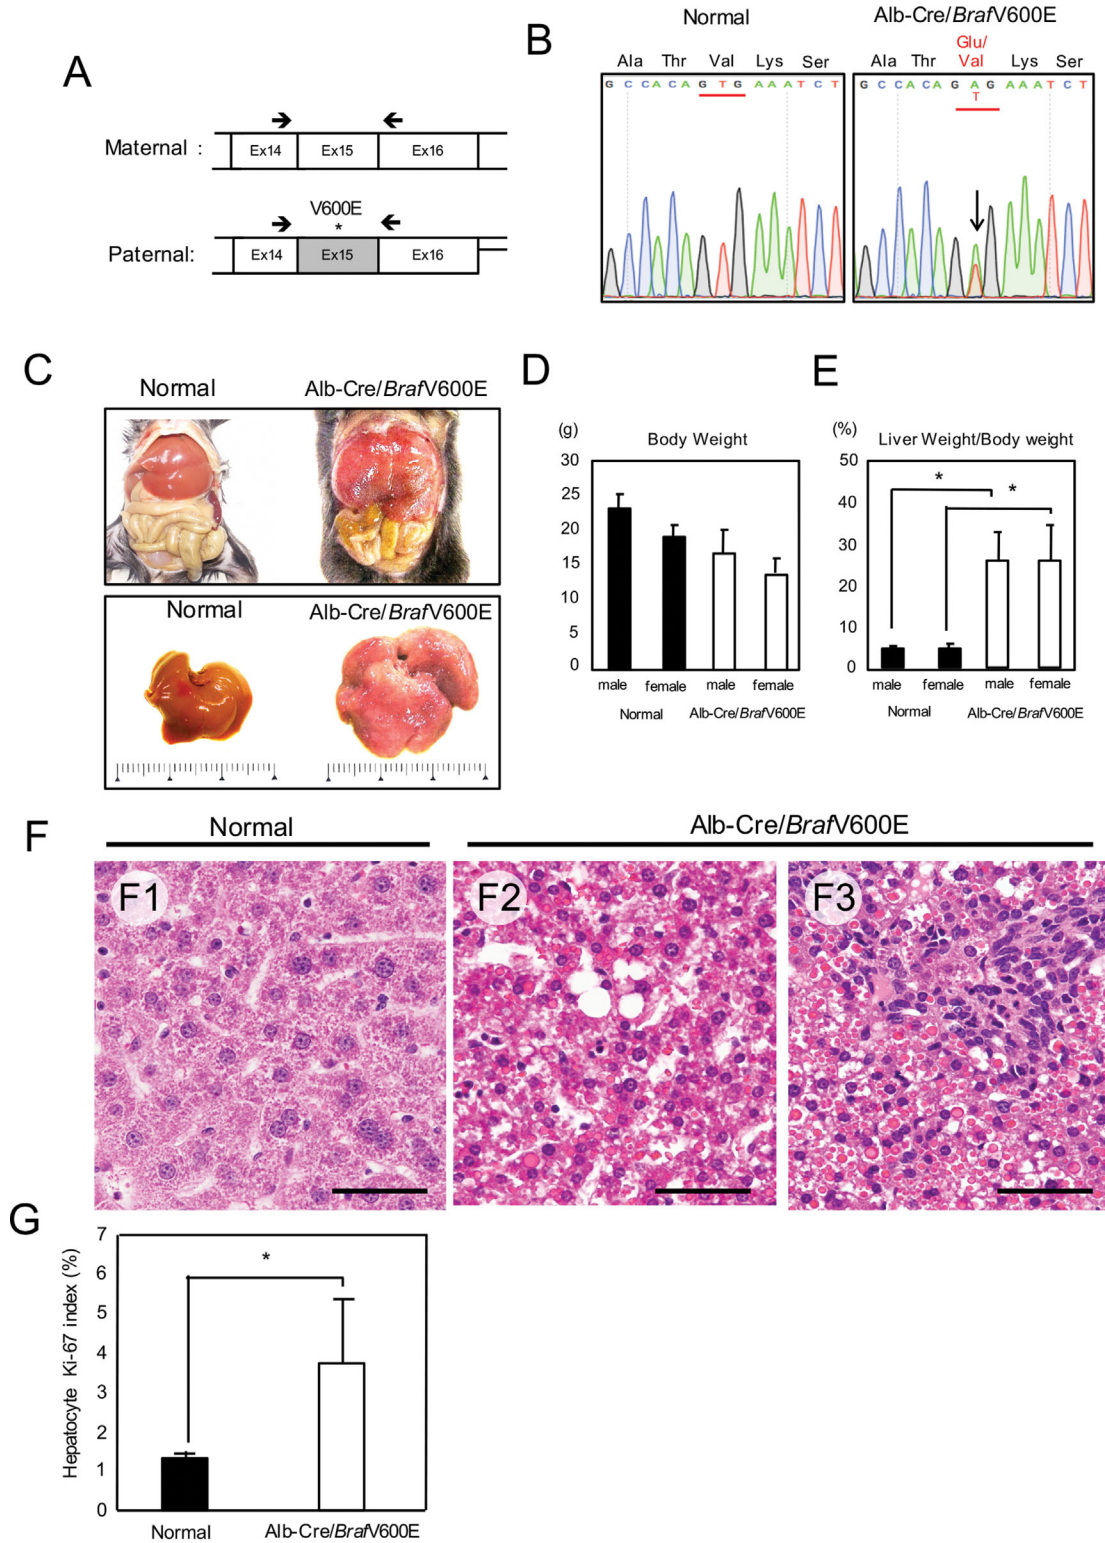 A
Maternal :
Ex14 Ex15 Ex16
V600E
*
Paternal:
Ex14 Ex15 Ex16
B
Normal
Ala Thr Val Lys Ser
G C C A C A G T G A A A T C T
Alb-Cre/BrafV600E
Glu/
Ala Thr Val Lys Ser
G C C A C A G A G A A A T C T
T
C
Normal Alb-Cre/BrafV600E
Normal Alb-Cre/BrafV600E
D
(g)
Body Weight
30
25
20
15
10
5
0
male female male female
Normal Alb-Cre/BrafV600E
E
(%)
Liver Weight/Body weight
50
40
30
20
10
0
*
*
male female male female
Normal Alb-Cre/BrafV600E
F
Normal Alb-Cre/BrafV600E
F1 F2 F3
G
Hepatocyte Ki-67 index (%)
7
6
5
4
3
2
1
0
*
Normal Alb-Cre/BrafV600E